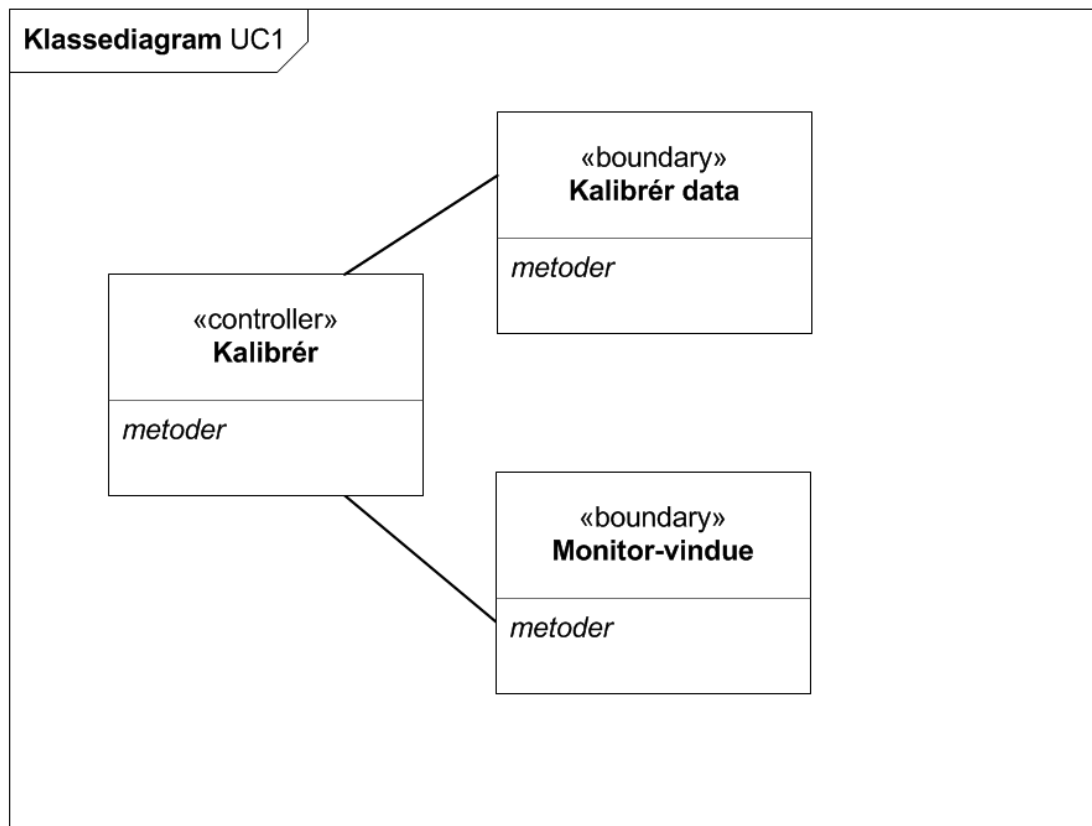 Klassediagram UC1
«boundary»
Kalibrér data
metoder
«controller»
Kalibrér
metoder
«boundary»
Monitor-vindue
metoder